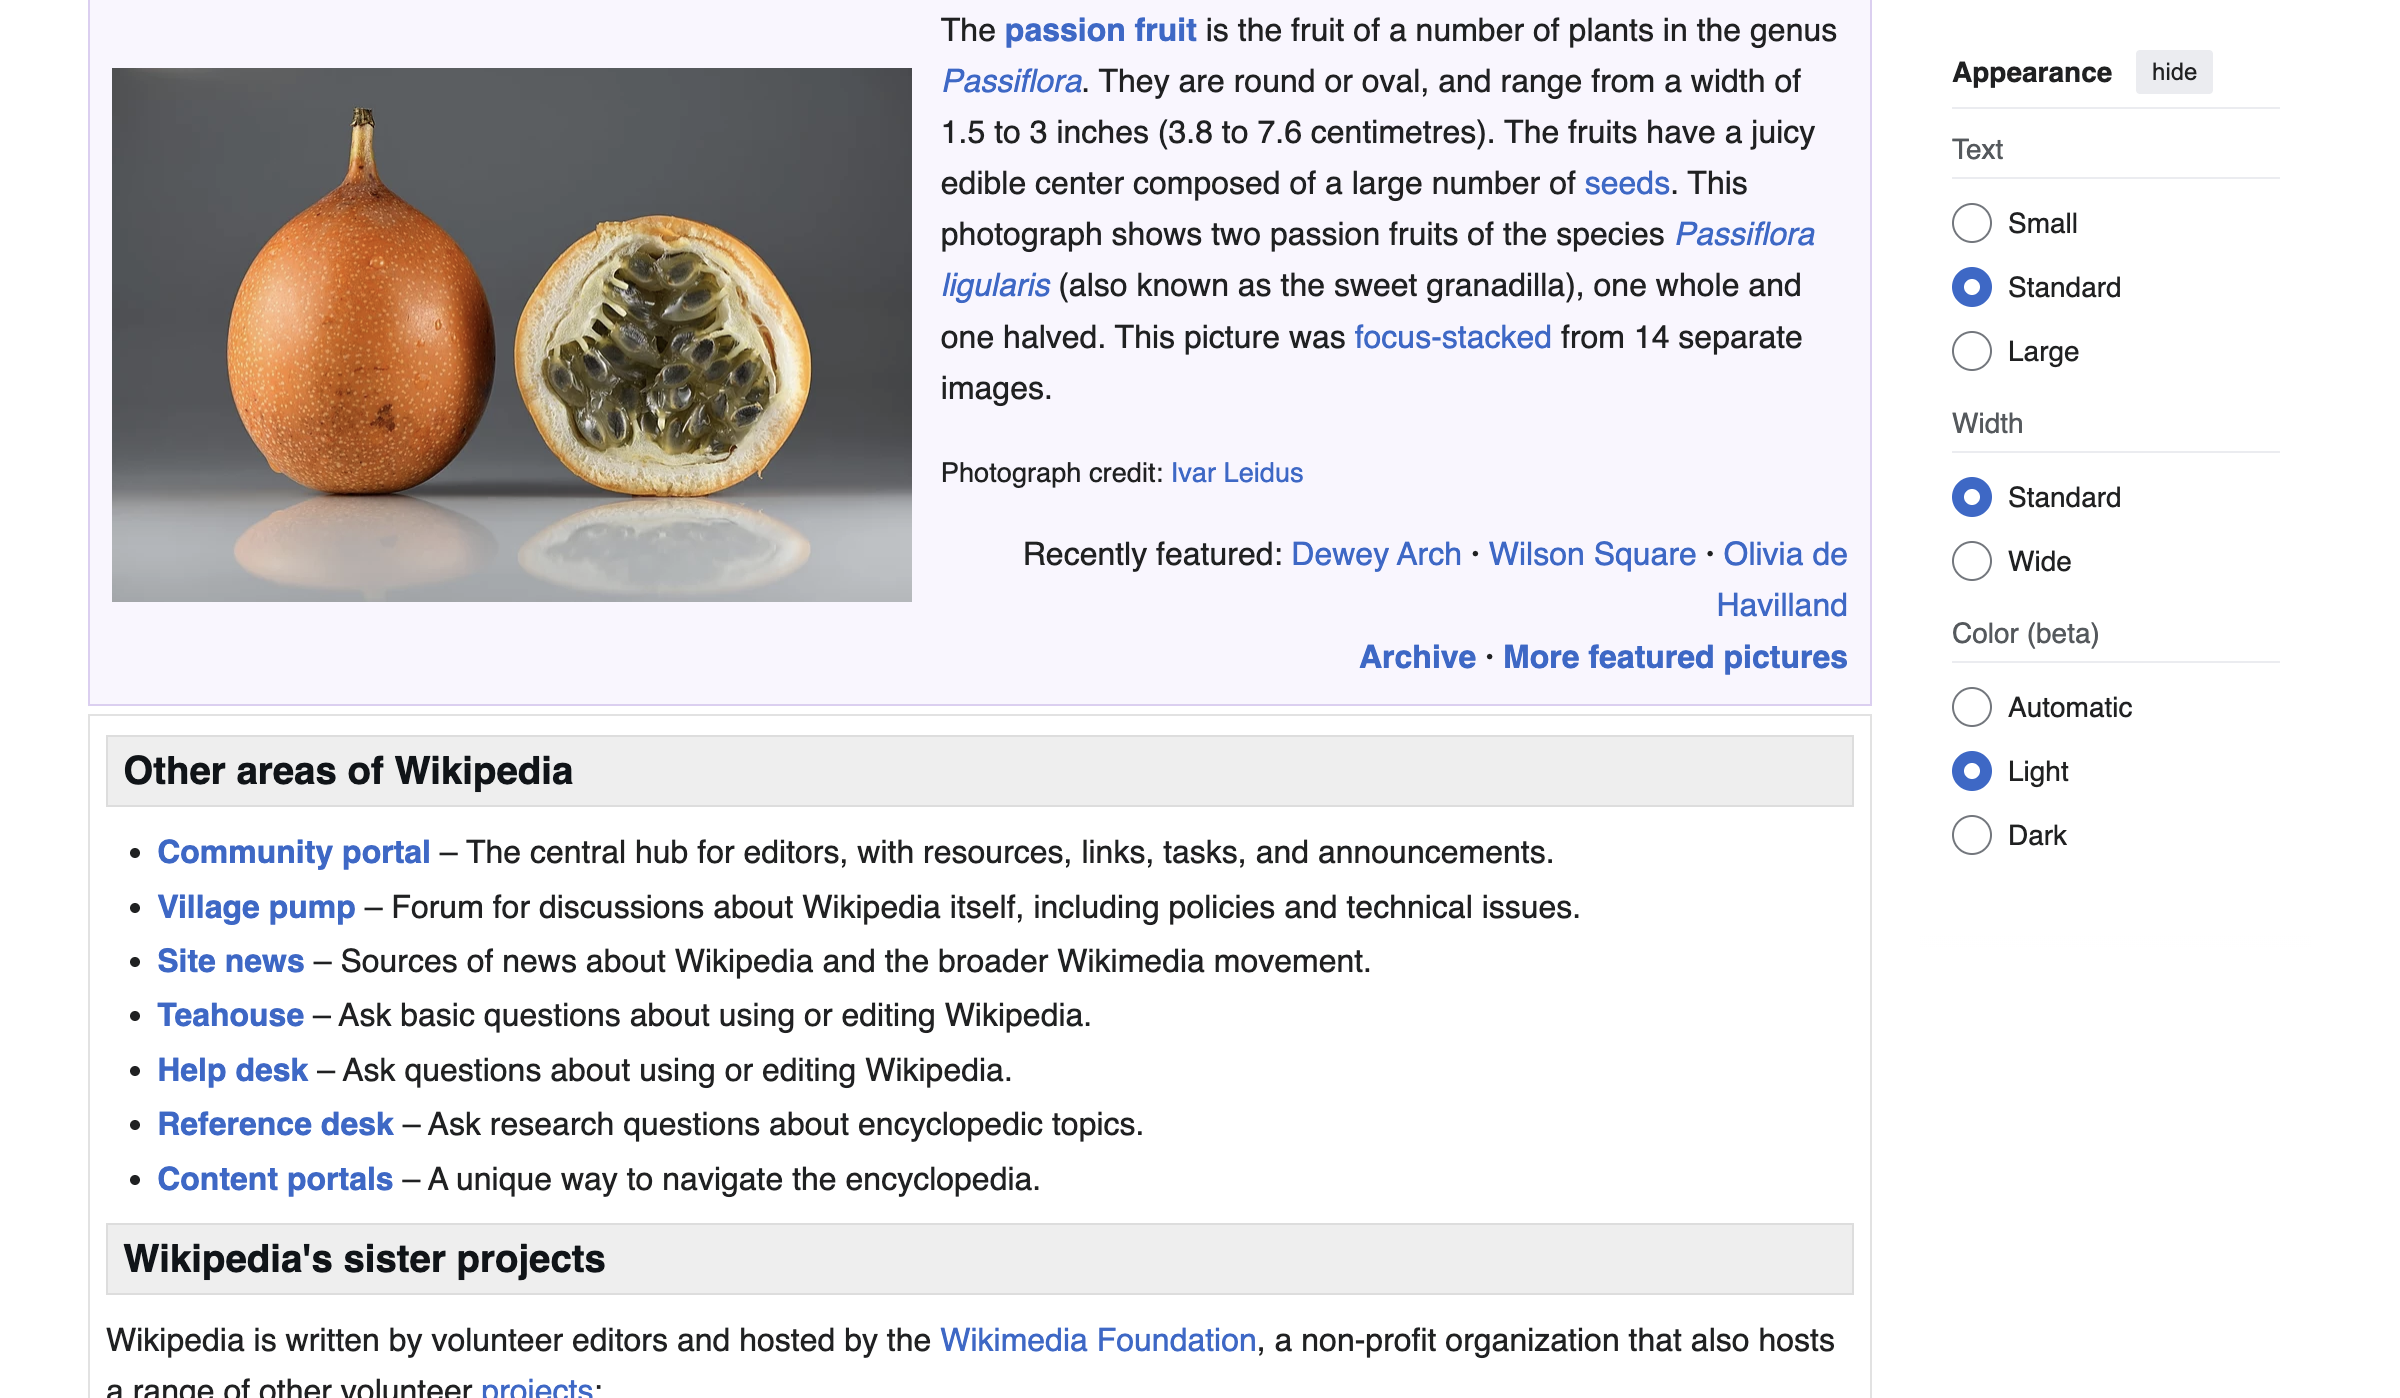 The passion fruit is the fruit of a number of plants in the genus
Passiflora. They are round or oval, and range from a width of
1.5 to 3 inches (3.8 to 7.6 centimetres). The fruits have a juicy
edible center composed of a large number of seeds. This
photograph shows two passion fruits of the species Passiflora
ligularis (also known as the sweet granadilla), one whole and
one halved. This picture was focus-stacked from 14 separate
images.
Photograph credit: Ivar Leidus
Recently featured: Dewey Arch · Wilson Square · Olivia de
Havilland
Archive · More featured pictures
Other areas of Wikipedia
• Community portal – The central hub for editors, with resources, links, tasks, and announcements.
• Village pump – Forum for discussions about Wikipedia itself, including policies and technical issues.
• Site news – Sources of news about Wikipedia and the broader Wikimedia movement.
• Teahouse – Ask basic questions about using or editing Wikipedia.
• Help desk – Ask questions about using or editing Wikipedia.
• Reference desk – Ask research questions about encyclopedic topics.
• Content portals – A unique way to navigate the encyclopedia.
Wikipedia's sister projects
Wikipedia is written by volunteer editors and hosted by the Wikimedia Foundation, a non-profit organization that also hosts
a range of other volunteer projects:
Appearance hide
Text
Small
Standard
Large
Width
Standard
Wide
Color (beta)
Automatic
Light
Dark